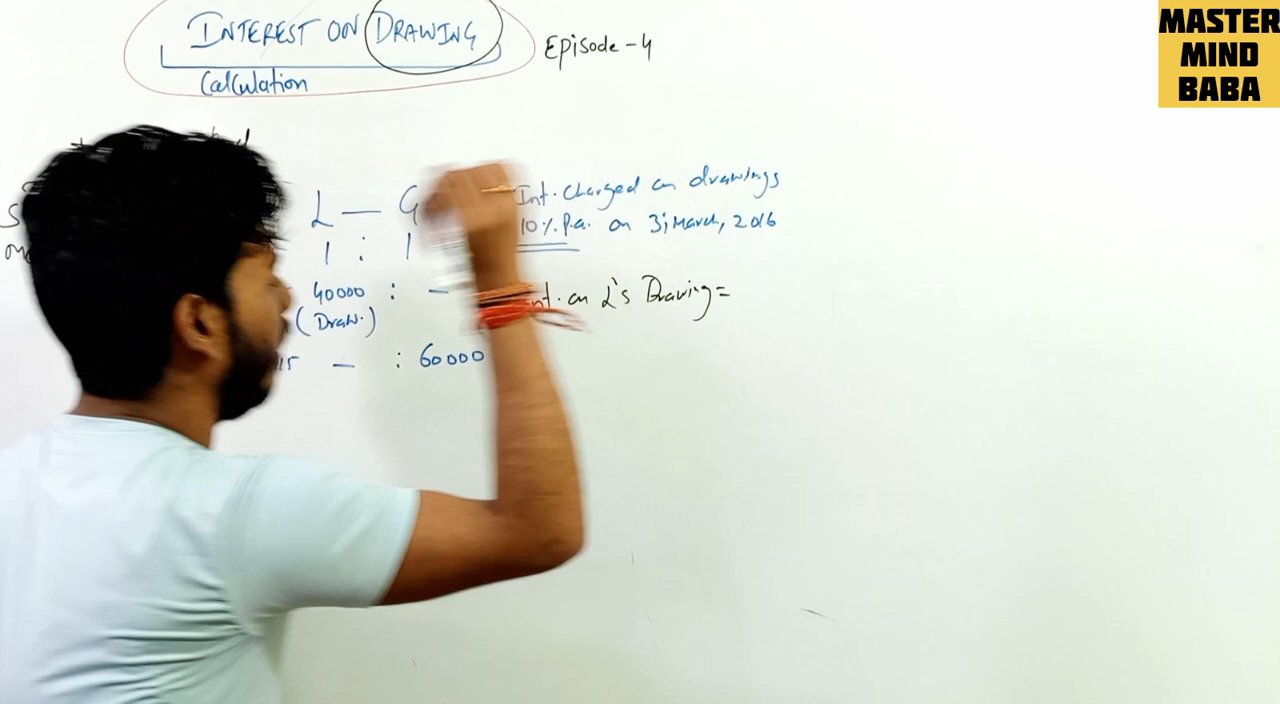 INTEREST ON DRAWING
Episode-4
Calculation
L — G
Int. Charged on drawings
1 : 1
10%. P.a. on 31 March, 2016
40000 : -
Int. on L's Drawing =
(Draw.)
15 — : 60000
MASTER
MIND
BABA